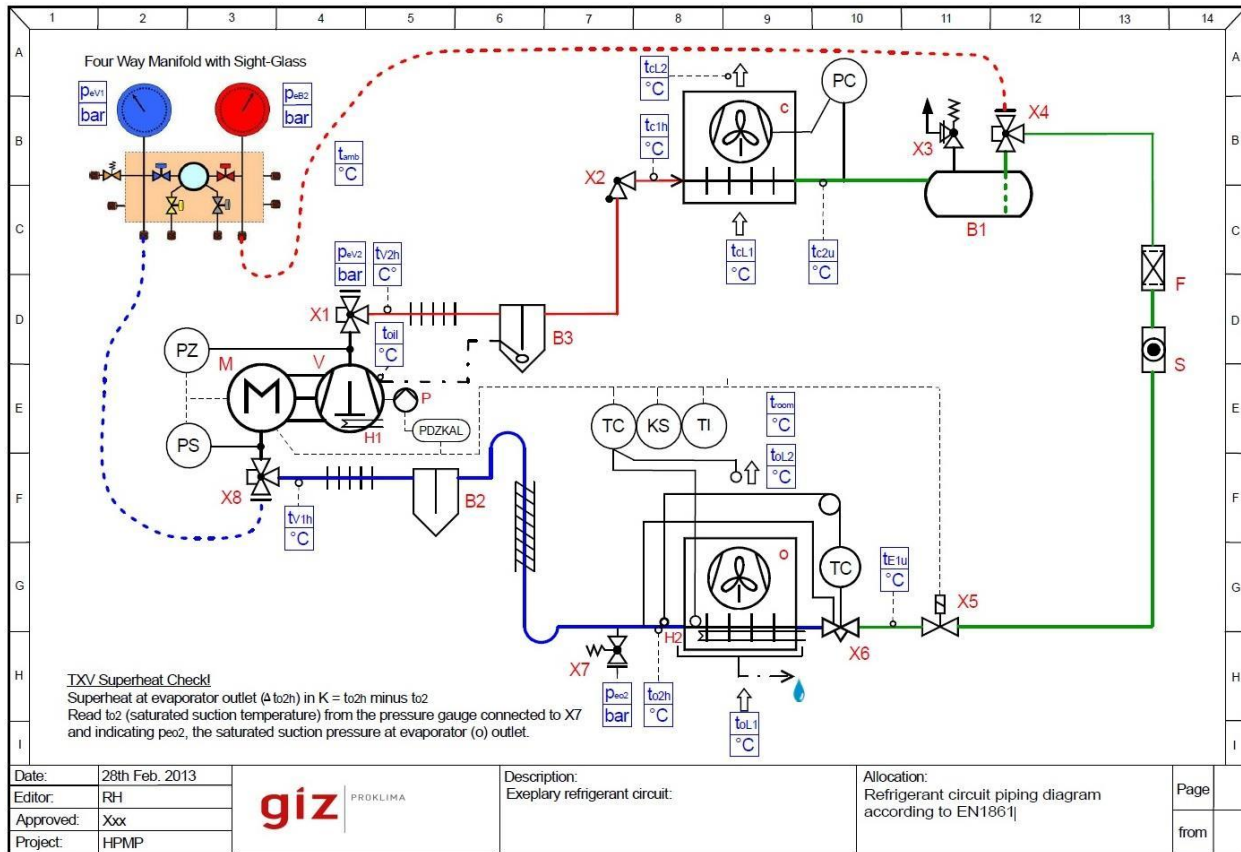 1 2 3 4 5 6 7 8 9 10 11 12 13 14
A A
B B
C C
D D
E E
F F
G G
H H
I I
Four Way Manifold with Sight-Glass
peV1
bar
peB2
bar
tamb
°C
tcL2
°C
tc1h
°C
C
PC
X3
X4
X2
B1
tcL1
°C
tc2u
°C
peV2
bar
tV2h
C°
X1
B3
F
S
toil
°C
PZ
M
V
P
H1
PDZKAL
PS
TC
KS
TI
troom
°C
toL2
°C
X8
tV1h
°C
B2
o
TC
tE1u
°C
X5
H2
X6
X7
peo2
bar
to2h
°C
toL1
°C
TXV Superheat Check!
Superheat at evaporator outlet (Δto2h) in K = to2h minus to2
Read to2 (saturated suction temperature) from the pressure gauge connected to X7
and indicating peo2, the saturated suction pressure at evaporator (o) outlet.
Date: 28th Feb. 2013
Editor: RH
Approved: Xxx
Project: HPMP
giz PROKLIMA
Description:
Exeplary refrigerant circuit:
Allocation:
Refrigerant circuit piping diagram
according to EN1861
Page
from